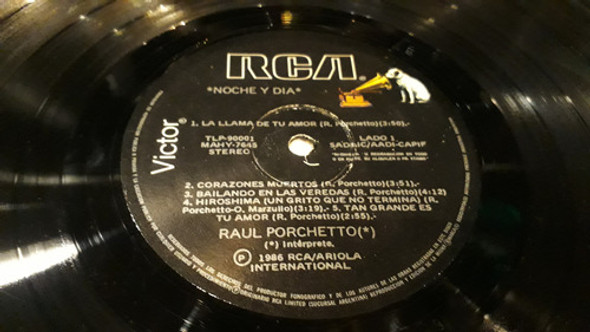 RCA®
*NOCHE Y DIA*
Victor®
1. LA LLAMA DE TU AMOR (R. Porchetto)(3:50).-
TLP-90001 LADO 1
MAHY-7645 SADAIC/AADI-CAPIF
STEREO
2. CORAZONES MUERTOS (R. Porchetto)(3:51).-
3. BAILANDO EN LAS VEREDAS (R. Porchetto)(4:12)
4. HIROSHIMA (UN GRITO QUE NO TERMINA) (R.
Porchetto-O. Marzullo)(3:19).- 5. TAN GRANDE ES
TU AMOR (R. Porchetto)(2:55).-
RAUL PORCHETTO(*)
(*) Intérprete.
Ⓟ 1986 RCA/ARIOLA
INTERNATIONAL